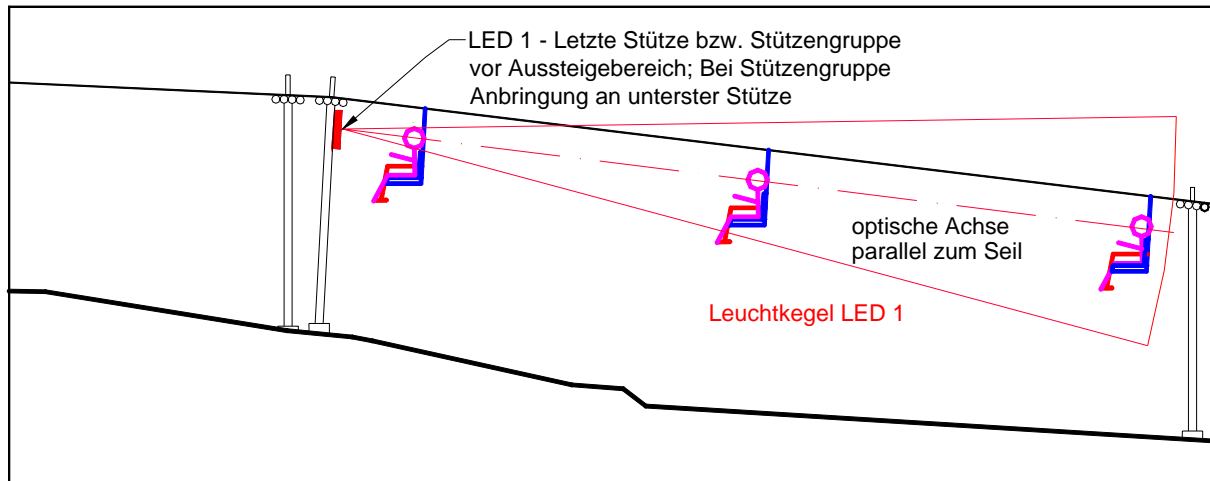 LED 1 - Letzte Stütze bzw. Stützengruppe
vor Aussteigebereich; Bei Stützengruppe
Anbringung an unterster Stütze
optische Achse
parallel zum Seil
Leuchtkegel LED 1